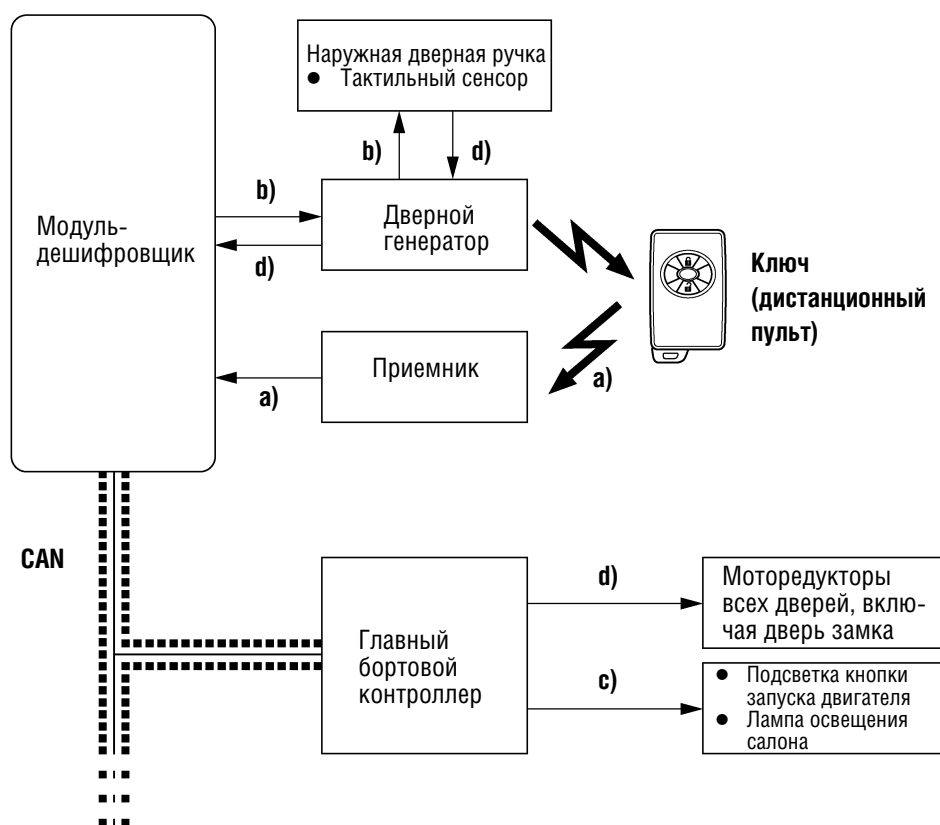 Наружная дверная ручка
● Тактильный сенсор
b)
d)
b)
Модуль-
дешифровщик
Дверной
генератор
d)
Ключ
(дистанционный
пульт)
Приемник
a)
a)
CAN
d)
Моторедукторы
всех дверей, вклю-
чая дверь замка
Главный
бортовой
контроллер
c)
● Подсветка кнопки
запуска двигателя
● Лампа освещения
салона